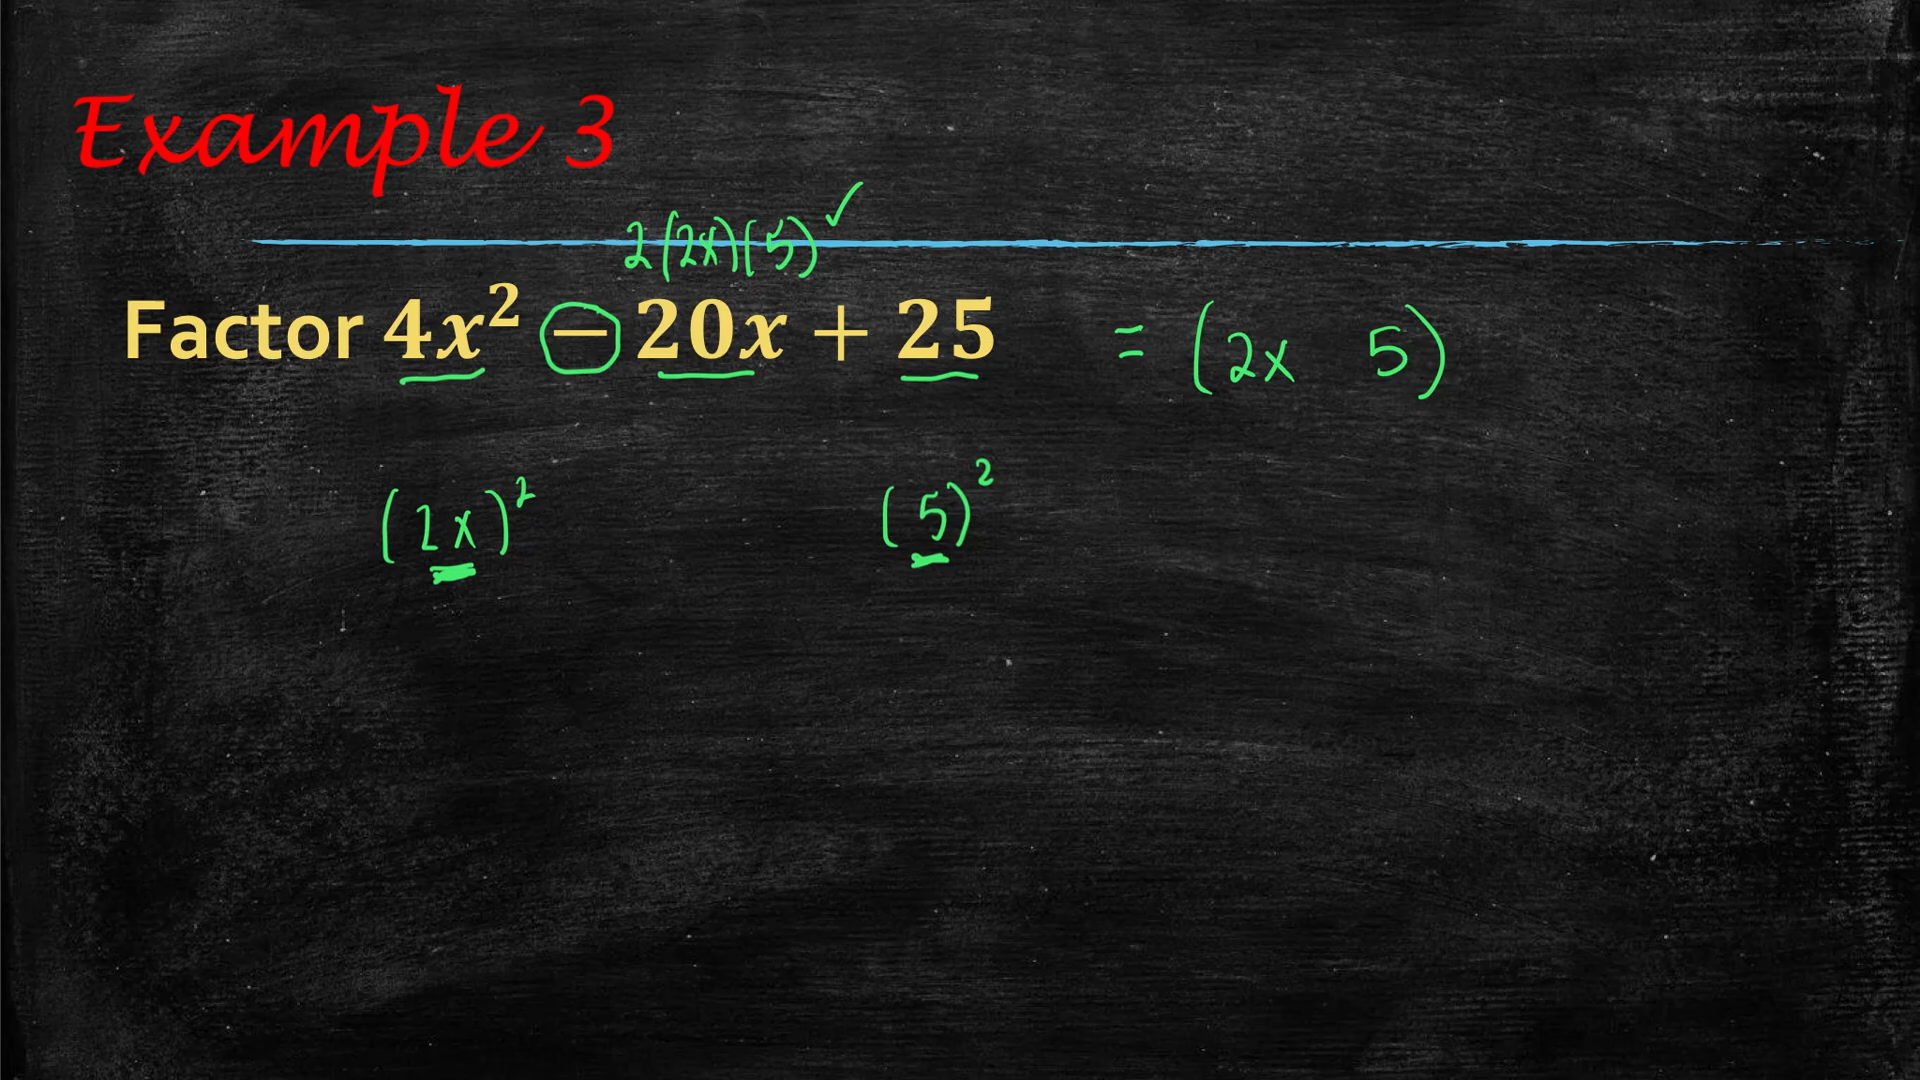 Example 3
2(2x)(5) ✓
Factor 4x² − 20x + 25 = (2x 5)
(2x)² (5)²